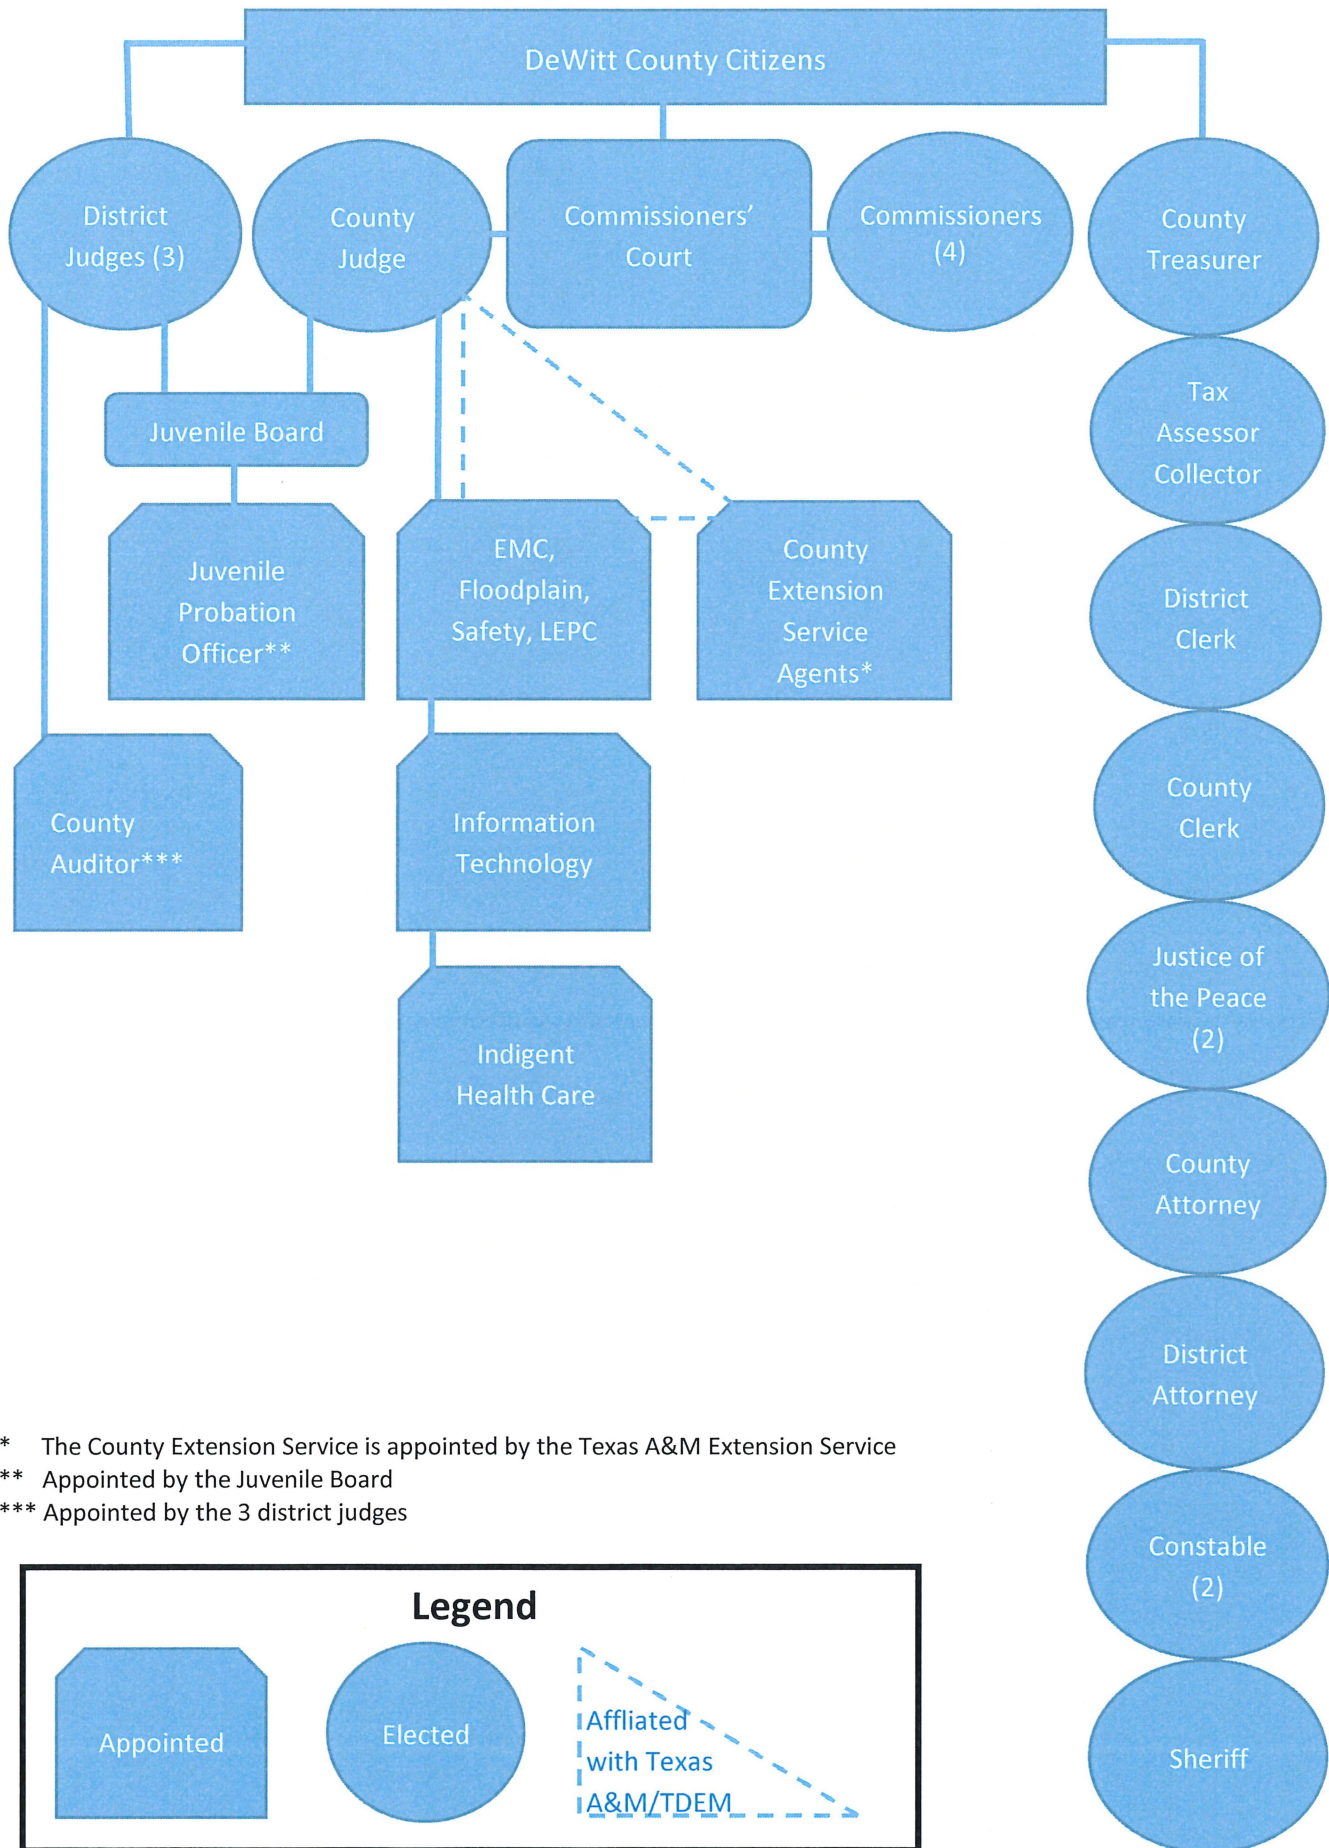 DeWitt County Citizens
District
Judges (3)
County
Judge
Commissioners’
Court
Commissioners
(4)
County
Treasurer
Juvenile Board
Tax
Assessor
Collector
Juvenile
Probation
Officer**
EMC,
Floodplain,
Safety, LEPC
County
Extension
Service
Agents*
District
Clerk
County
Auditor***
Information
Technology
County
Clerk
Indigent
Health Care
Justice of
the Peace
(2)
County
Attorney
District
Attorney
Constable
(2)
Sheriff
* The County Extension Service is appointed by the Texas A&M Extension Service
** Appointed by the Juvenile Board
*** Appointed by the 3 district judges
Legend
Appointed
Elected
Affliated
with Texas
A&M/TDEM